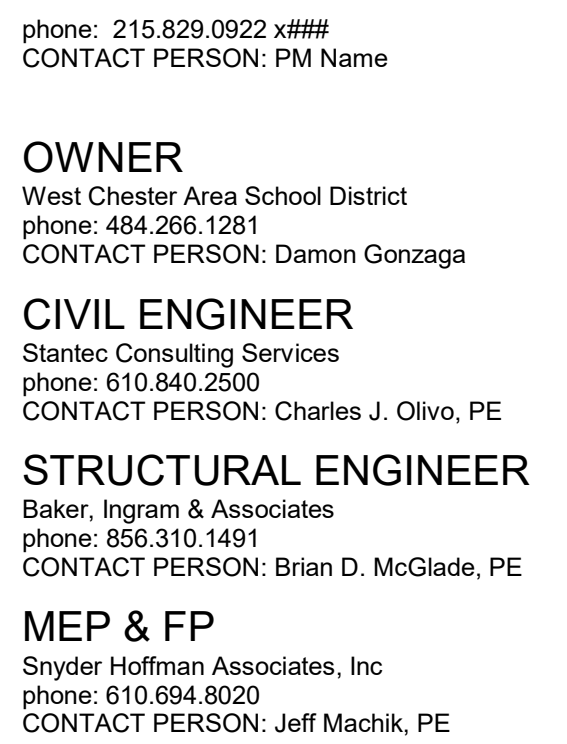 phone:  215.829.0922 x###
CONTACT PERSON: PM Name
OWNER
West Chester Area School District
phone: 484.266.1281
CONTACT PERSON: Damon Gonzaga
CIVIL ENGINEER
Stantec Consulting Services
phone: 610.840.2500
CONTACT PERSON: Charles J. Olivo, PE
STRUCTURAL ENGINEER
Baker, Ingram & Associates
phone: 856.310.1491
CONTACT PERSON: Brian D. McGlade, PE
MEP & FP
Snyder Hoffman Associates, Inc
phone: 610.694.8020
CONTACT PERSON: Jeff Machik, PE